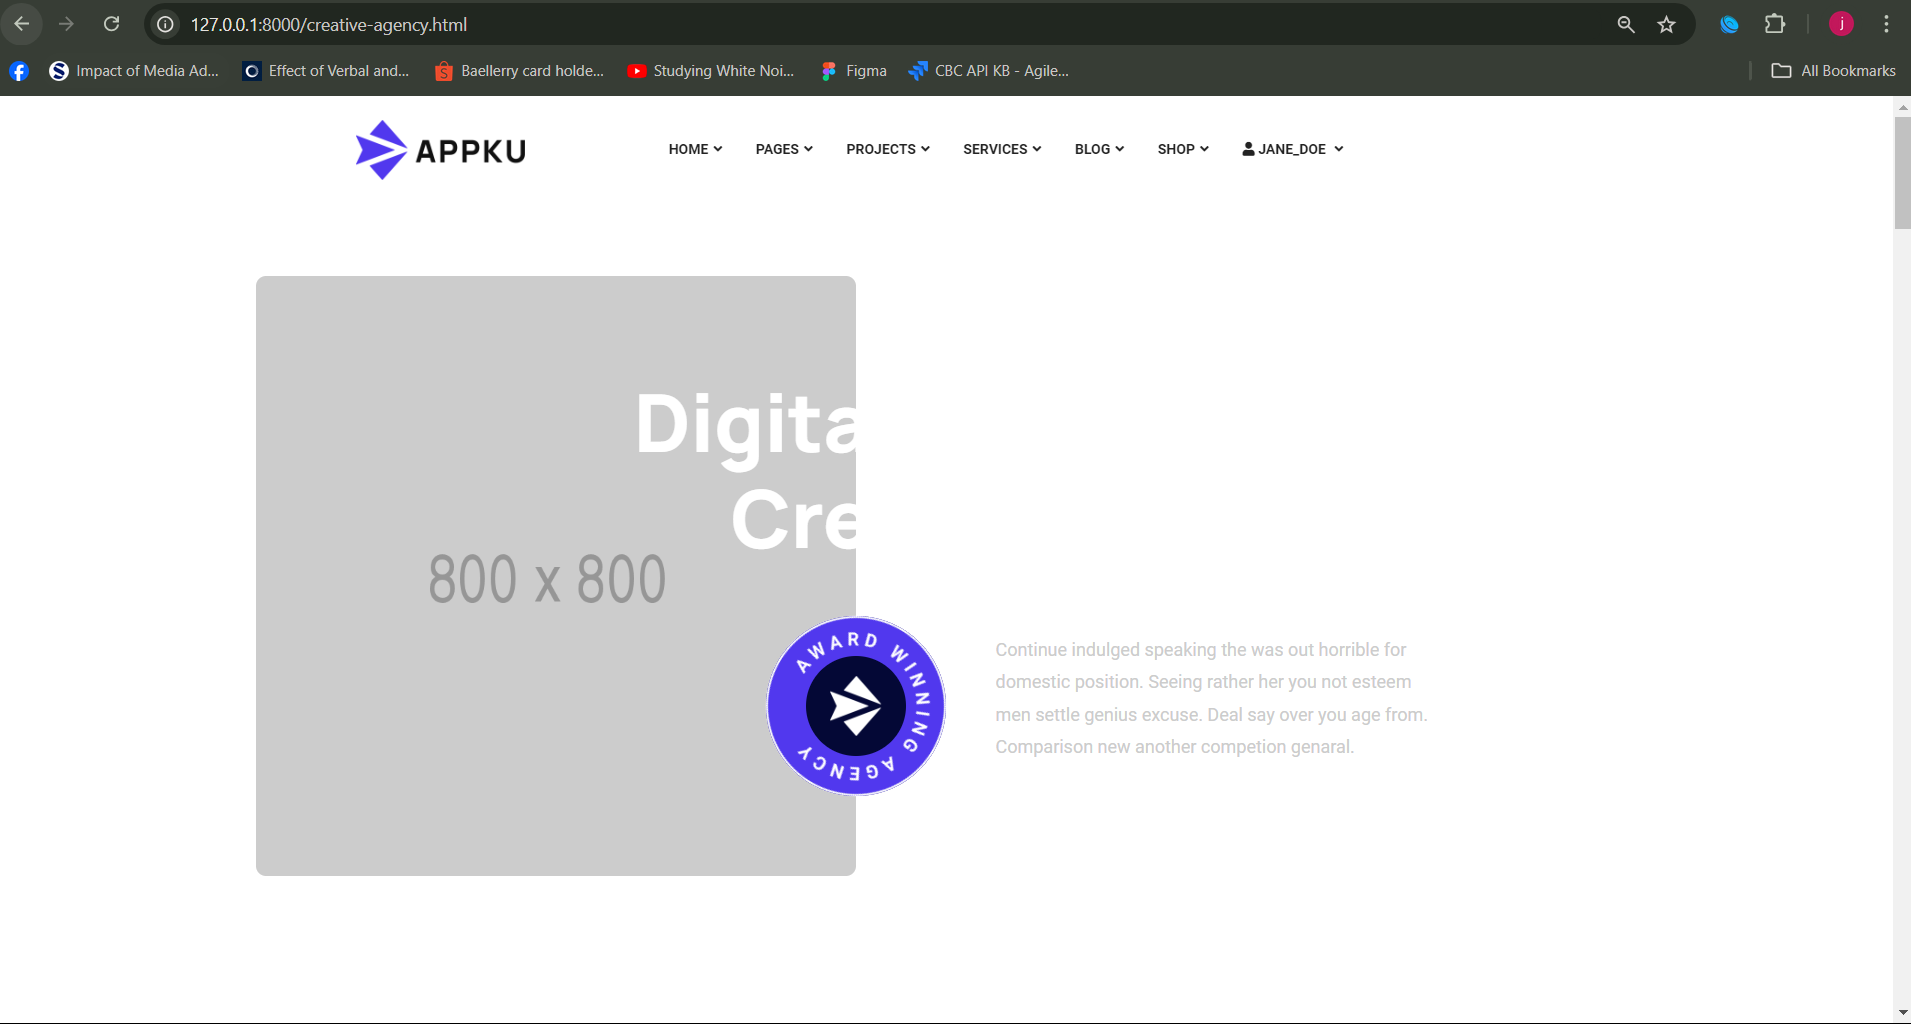 127.0.0.1:8000/creative-agency.html
j
Impact of Media Ad...
Effect of Verbal and...
Baellerry card holde...
Studying White Noi...
Figma
CBC API KB - Agile...
All Bookmarks
APPKU
HOME
PAGES
PROJECTS
SERVICES
BLOG
SHOP
JANE_DOE
Digita
Cre
800 x 800
AWARD WINNING AGENCY
Continue indulged speaking the was out horrible for
domestic position. Seeing rather her you not esteem
men settle genius excuse. Deal say over you age from.
Comparison new another competion genaral.